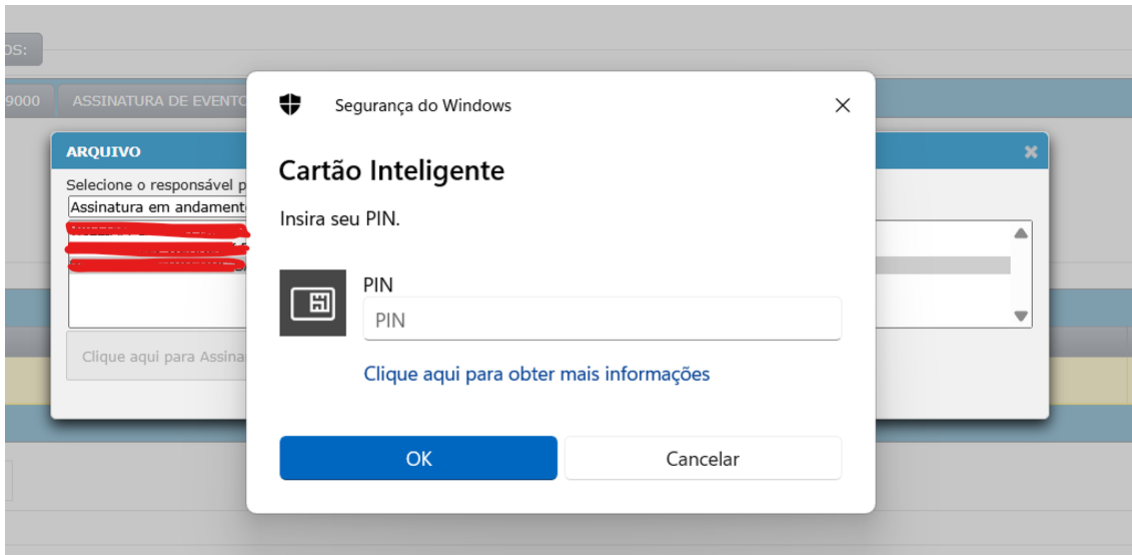 OS:
9000
ASSINATURA DE EVENTO
ARQUIVO
Selecione o responsável p
Assinatura em andament
Clique aqui para Assina
Segurança do Windows
Cartão Inteligente
Insira seu PIN.
PIN
PIN
Clique aqui para obter mais informações
OK
Cancelar